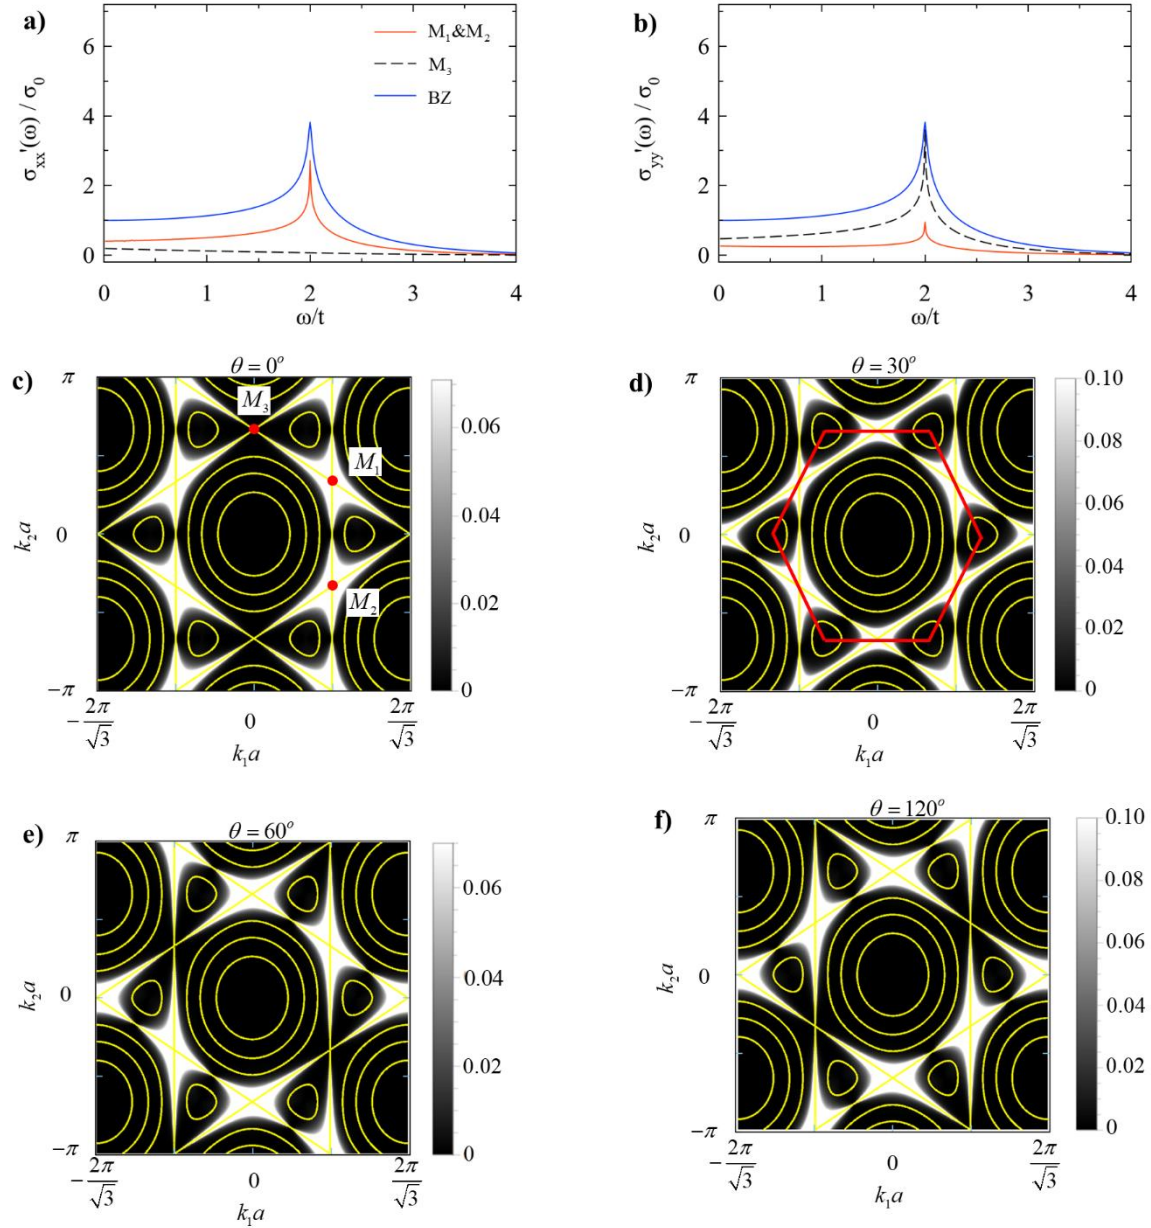 a)
σxx'(ω) / σ0
6
4
2
0
M1&M2
M3
BZ
0 1 2 3 4
ω/t
b)
σyy'(ω) / σ0
6
4
2
0
0 1 2 3 4
ω/t
c)
θ = 0°
π
0
-π
k2a
M3
M1
M2
0.06
0.04
0.02
0
-2π/√3 0 2π/√3
k1a
d)
θ = 30°
π
0
-π
k2a
0.10
0.08
0.06
0.04
0.02
0
-2π/√3 0 2π/√3
k1a
e)
θ = 60°
π
0
-π
k2a
0.06
0.04
0.02
0
-2π/√3 0 2π/√3
k1a
f)
θ = 120°
π
0
-π
k2a
0.10
0.08
0.06
0.04
0.02
0
-2π/√3 0 2π/√3
k1a